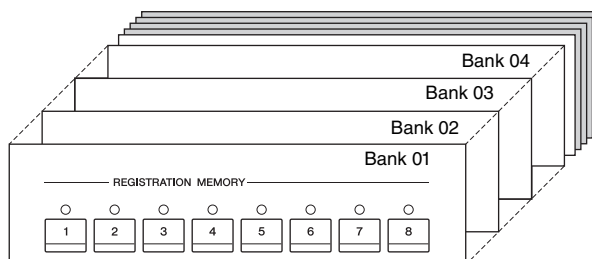 Bank 04
Bank 03
Bank 02
Bank 01
REGISTRATION MEMORY
1 2 3 4 5 6 7 8